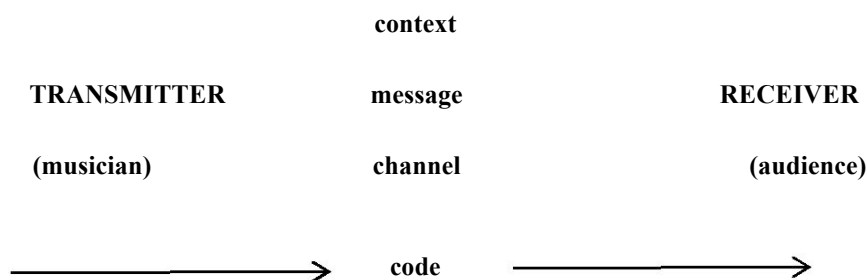 context
TRANSMITTER message RECEIVER
(musician) channel (audience)
code